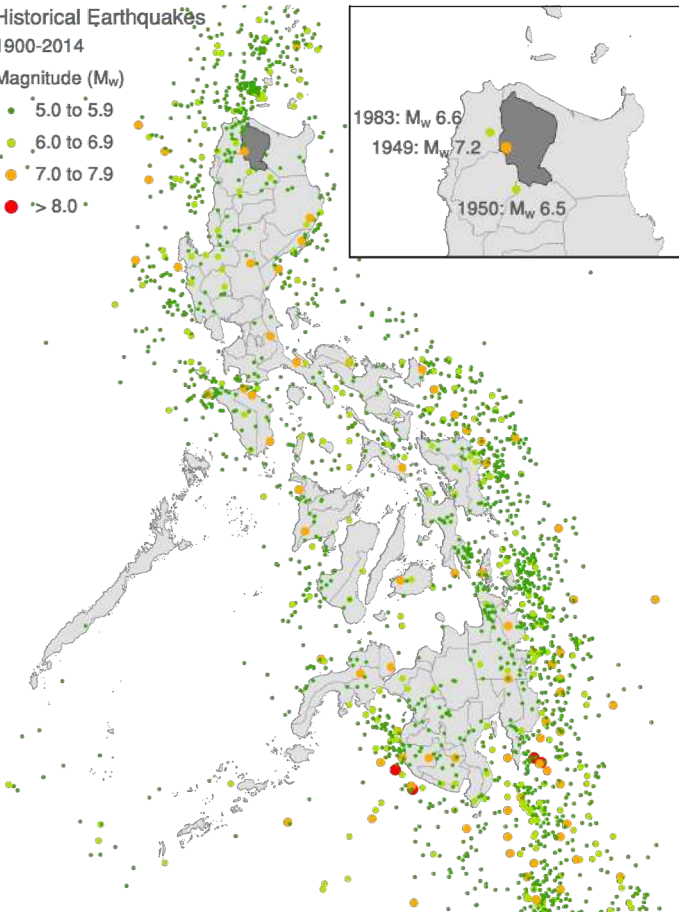 Historical Earthquakes
1900-2014
Magnitude (Mw)
5.0 to 5.9
6.0 to 6.9
7.0 to 7.9
> 8.0
1983: Mw 6.6
1949: Mw 7.2
1950: Mw 6.5